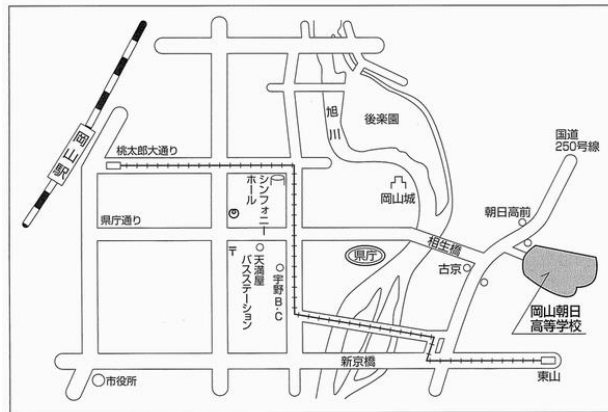 岡山駅
桃太郎大通り
県庁通り
シンフォニー
ホール
天満屋
バスステーション
宇野B・C
旭川
後楽園
岡山城
国道
250号線
朝日高前
相生橋
県庁
古京
岡山朝日
高等学校
新京橋
東山
市役所
〒